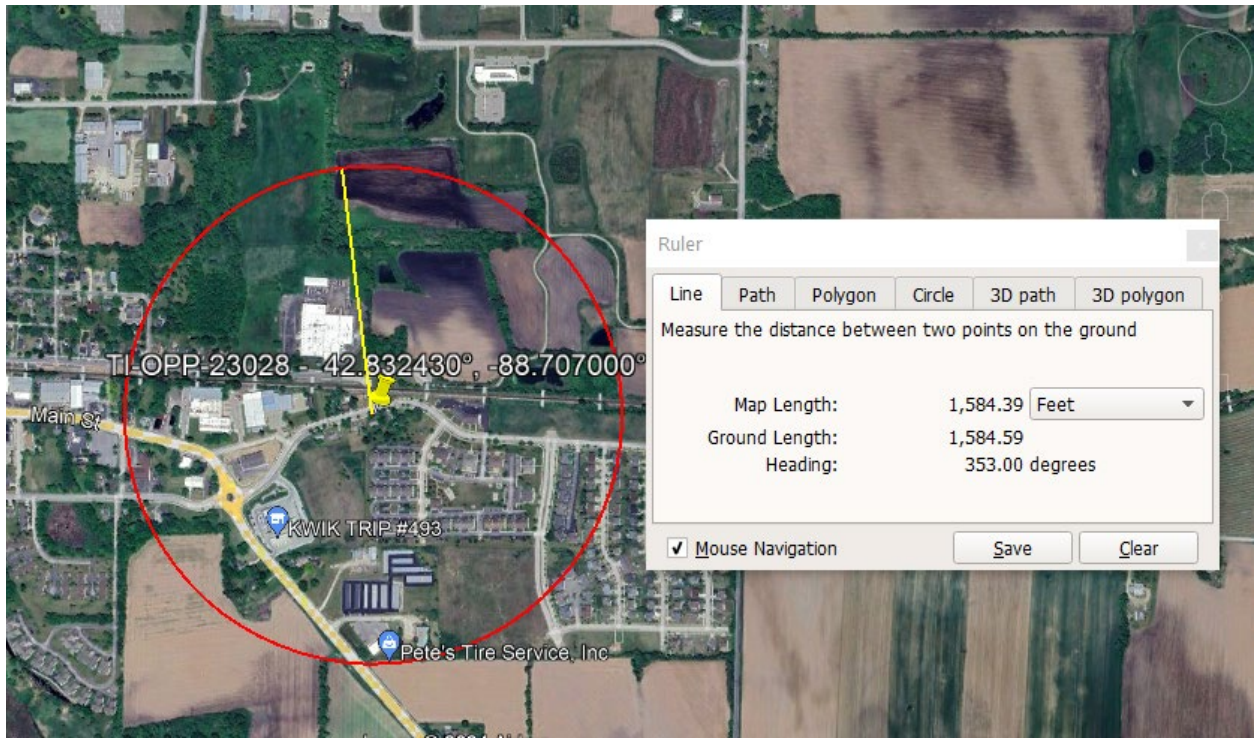 TI-OPP-23028 - 42.832430°, -88.707000°
Main St
KWIK TRIP #493
Pete's Tire Service, Inc
Ruler
Line Path Polygon Circle 3D path 3D polygon
Measure the distance between two points on the ground
Map Length: 1,584.39 Feet
Ground Length: 1,584.59
Heading: 353.00 degrees
Mouse Navigation Save Clear